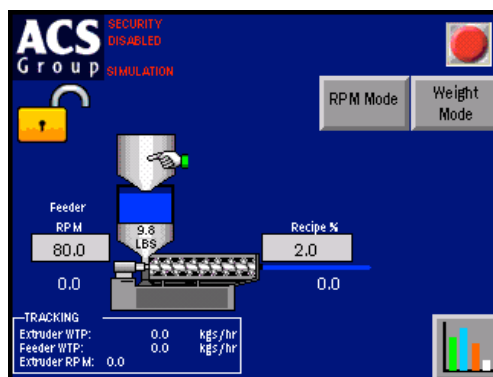 ACS
Group
SECURITY
DISABLED
SIMULATION
RPM Mode
Weight
Mode
Feeder
RPM
80.0
0.0
9.8
LBS
Recipe %
2.0
0.0
TRACKING
Extruder WTP: 0.0 kgs/hr
Feeder WTP: 0.0 kgs/hr
Extruder RPM: 0.0